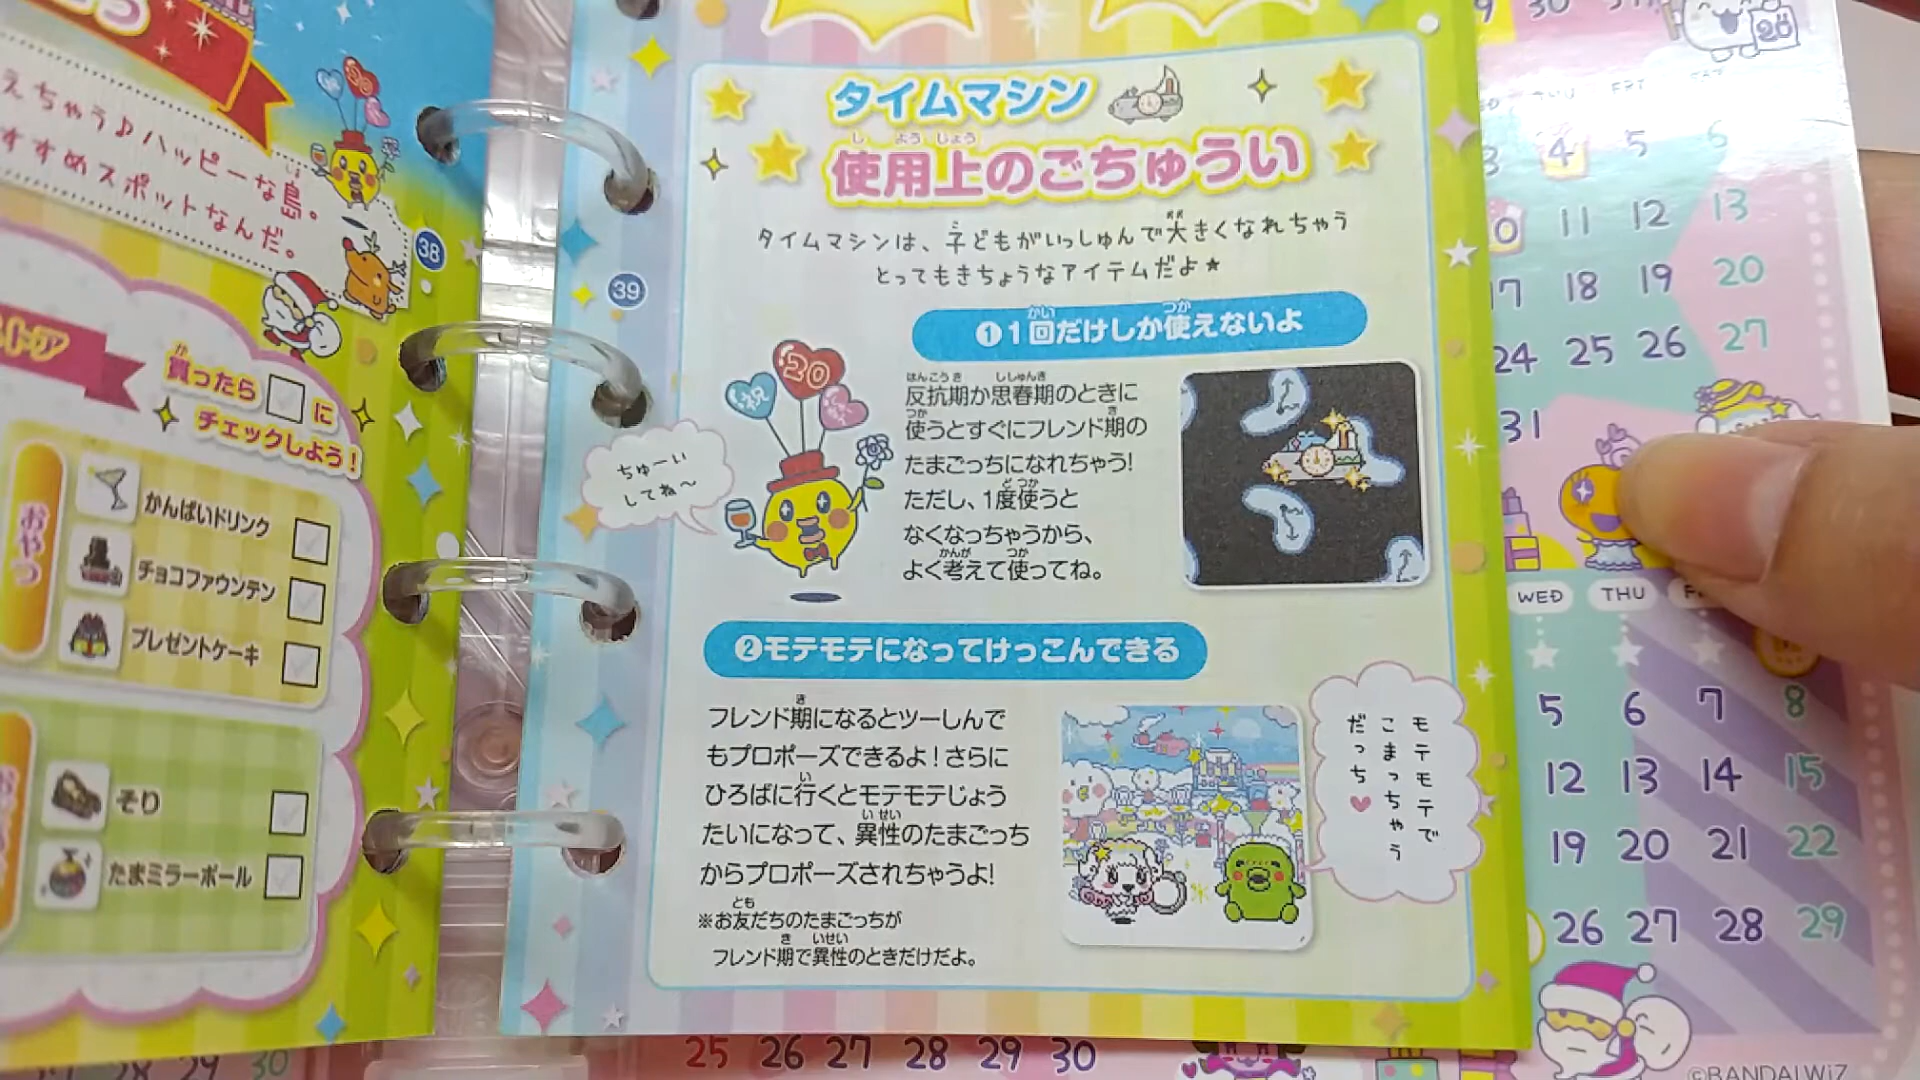 えちゃう♪ハッピーな島。
すすめスポットなんだ。
38
買ったら
に
チェックしよう!
おやつ
かんぱいドリンク
チョコファウンテン
プレゼントケーキ
そり
たまミラーボール
39
タイムマシン
使用上のごちゅうい
タイムマシンは、子どもがいっしゅんで大きくなれちゃう
とってもきちょうなアイテムだよ★
❶1回だけしか使えないよ
反抗期か思春期のときに
使うとすぐにフレンド期の
たまごっちになれちゃう!
ただし、1度使うと
なくなっちゃうから、
よく考えて使ってね。
祝
20
ちゅーい
してね〜
❷モテモテになってけっこんできる
フレンド期になるとツーしんで
もプロポーズできるよ!さらに
ひろばに行くとモテモテじょう
たいになって、異性のたまごっち
からプロポーズされちゃうよ!
※お友だちのたまごっちが
フレンド期で異性のときだけだよ。
モテモテで
こまっちゃう
だっち♥
20
4 5 6
11 12 13
17 18 19 20
24 25 26 27
31
WED THU
5 6 7 8
12 13 14 15
19 20 21 22
26 27 28 29
25 26 27 28 29 30
28 29 30
©BANDAI,WiZ